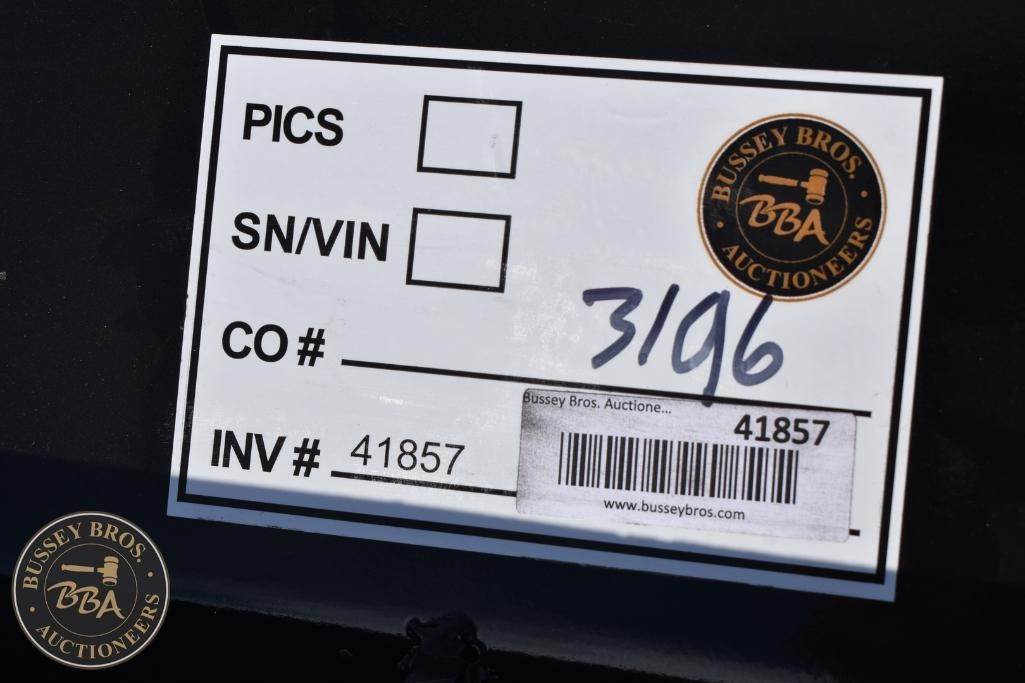 PICS
SN/VIN
BUSSEY BROS.
BBA
AUCTIONEERS
CO # 3196
INV # 41857
Bussey Bros. Auctione...
41857
www.busseybros.com
BUSSEY BROS.
BBA
AUCTIONEERS